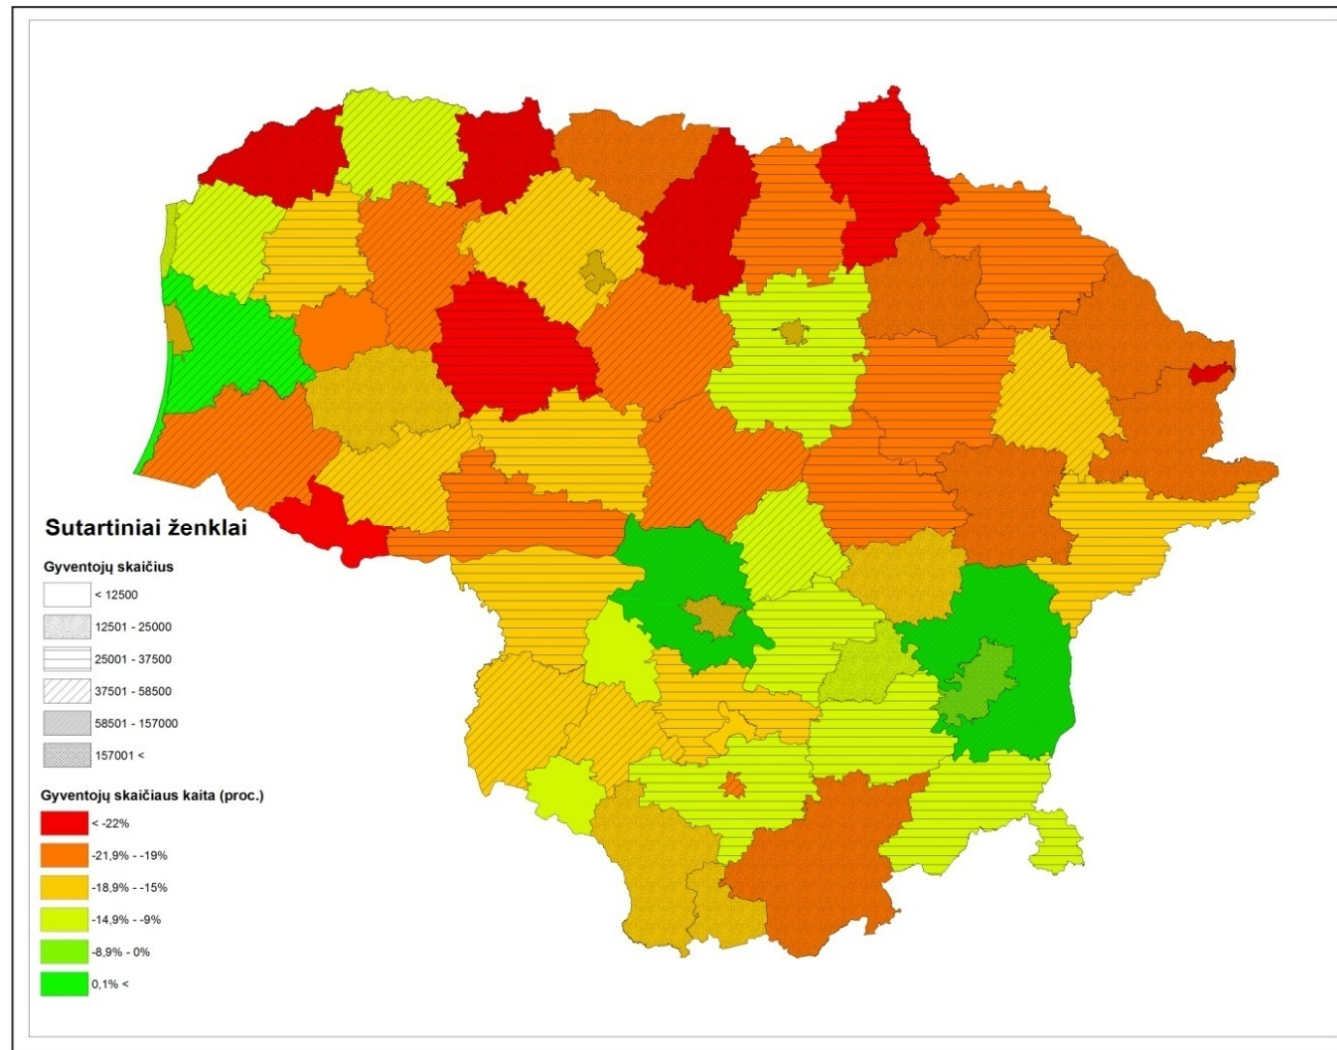 Sutartiniai ženklai
Gyventojų skaičius
< 12500
12501 - 25000
25001 - 37500
37501 - 58500
58501 - 157000
157001 <
Gyventojų skaičiaus kaita (proc.)
< -22%
-21,9% - -19%
-18,9% - -15%
-14,9% - -9%
-8,9% - 0%
0,1% <